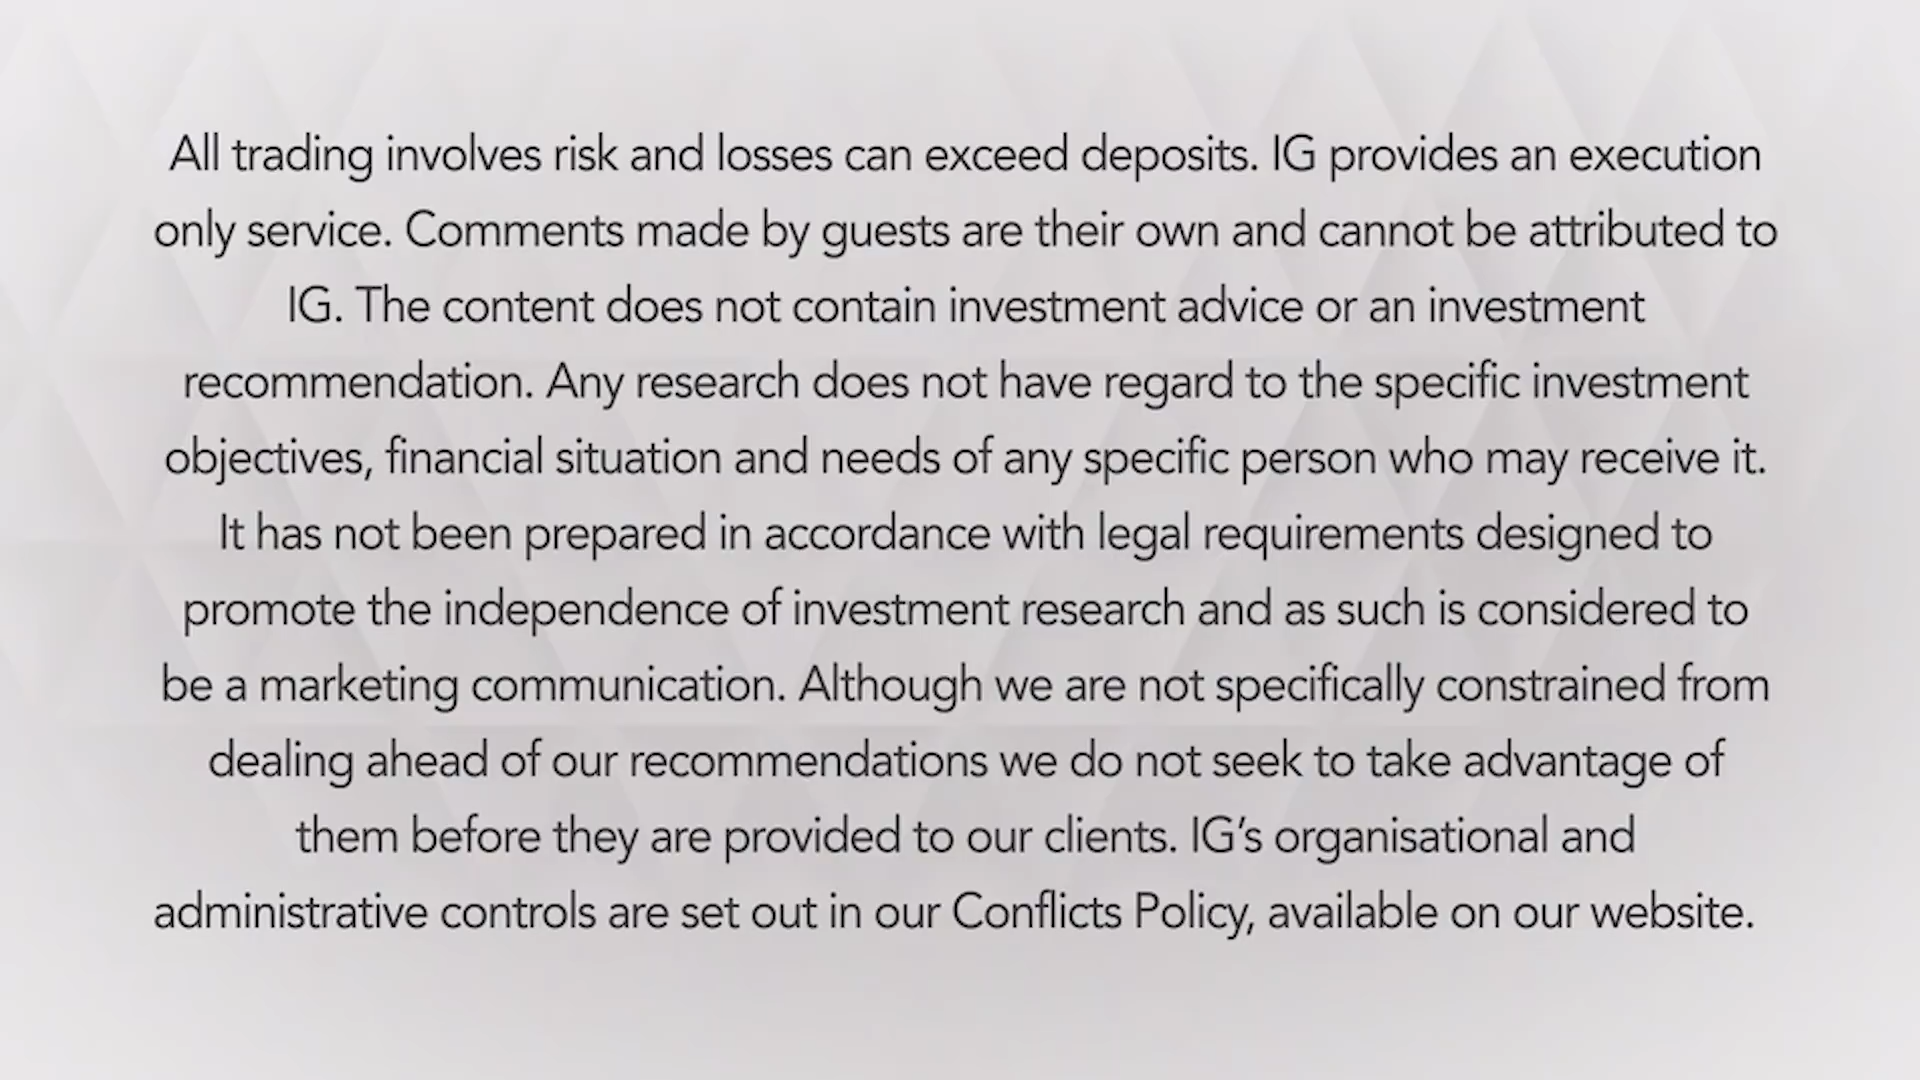 All trading involves risk and losses can exceed deposits. IG provides an execution
only service. Comments made by guests are their own and cannot be attributed to
IG. The content does not contain investment advice or an investment
recommendation. Any research does not have regard to the specific investment
objectives, financial situation and needs of any specific person who may receive it.
It has not been prepared in accordance with legal requirements designed to
promote the independence of investment research and as such is considered to
be a marketing communication. Although we are not specifically constrained from
dealing ahead of our recommendations we do not seek to take advantage of
them before they are provided to our clients. IG’s organisational and
administrative controls are set out in our Conflicts Policy, available on our website.